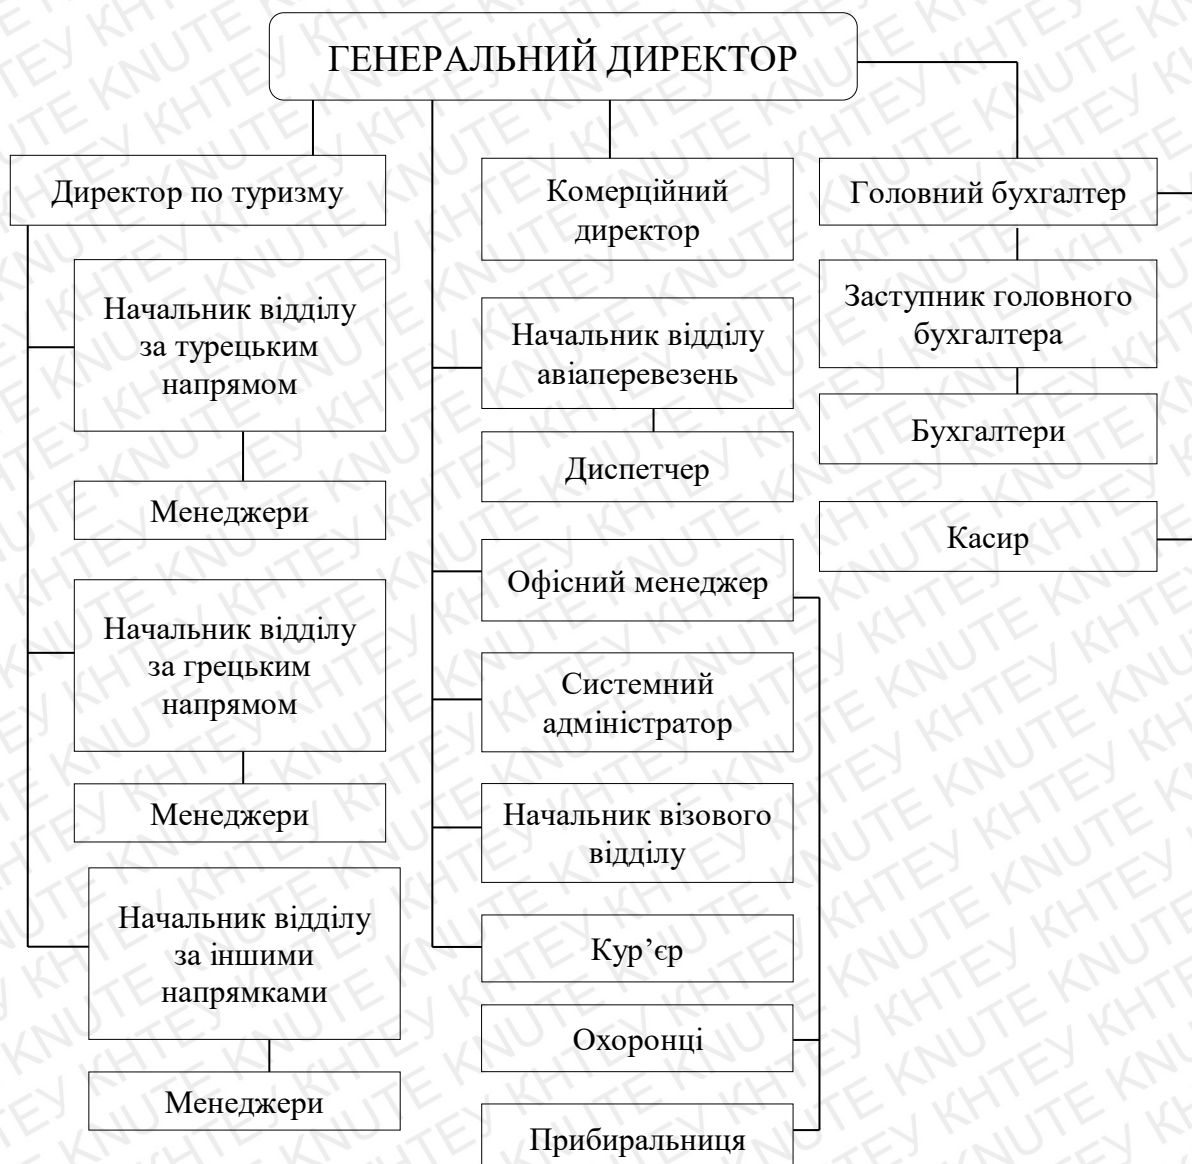 ГЕНЕРАЛЬНИЙ ДИРЕКТОР
Директор по туризму
Начальник відділу
за турецьким
напрямом
Менеджери
Начальник відділу
за грецьким
напрямом
Менеджери
Начальник відділу
за іншими
напрямками
Менеджери
Комерційний
директор
Начальник відділу
авіаперевезень
Диспетчер
Офісний менеджер
Системний
адміністратор
Начальник візового
відділу
Кур’єр
Охоронці
Прибиральниця
Головний бухгалтер
Заступник головного
бухгалтера
Бухгалтери
Касир